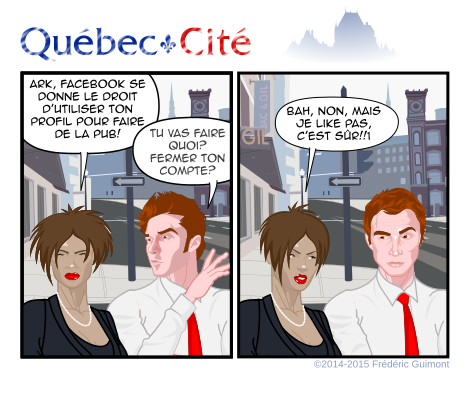 Québec Cité
ARK, FACEBOOK SE
DONNE LE DROIT
D'UTILISER TON
PROFIL POUR FAIRE
DE LA PUB!
TU VAS FAIRE
QUOI?
FERMER TON
COMPTE?
GIL
BAH, NON, MAIS
JE LIKE PAS,
C'EST SÛR!!1
©2014-2015 Frédéric Guimont